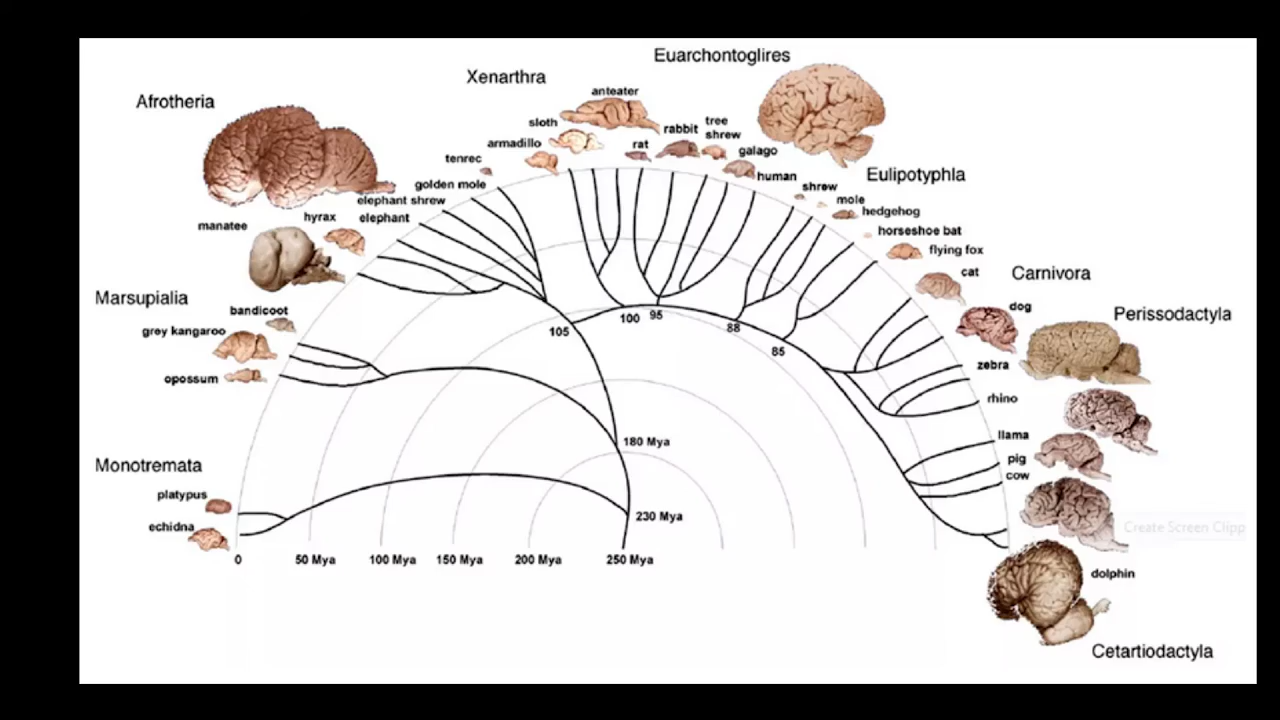 Euarchontoglires
Xenarthra
Afrotheria
anteater
sloth
armadillo
tenrec
golden mole
elephant shrew
elephant
hyrax
manatee
rat
rabbit
tree
shrew
galago
human
Eulipotyphla
shrew
mole
hedgehog
horseshoe bat
flying fox
cat
Carnivora
dog
Perissodactyla
zebra
rhino
llama
pig
cow
Marsupialia
bandicoot
grey kangaroo
opossum
Monotremata
platypus
echidna
105
100
95
88
85
180 Mya
230 Mya
0
50 Mya
100 Mya
150 Mya
200 Mya
250 Mya
Create Screen Clipp
dolphin
Cetartiodactyla